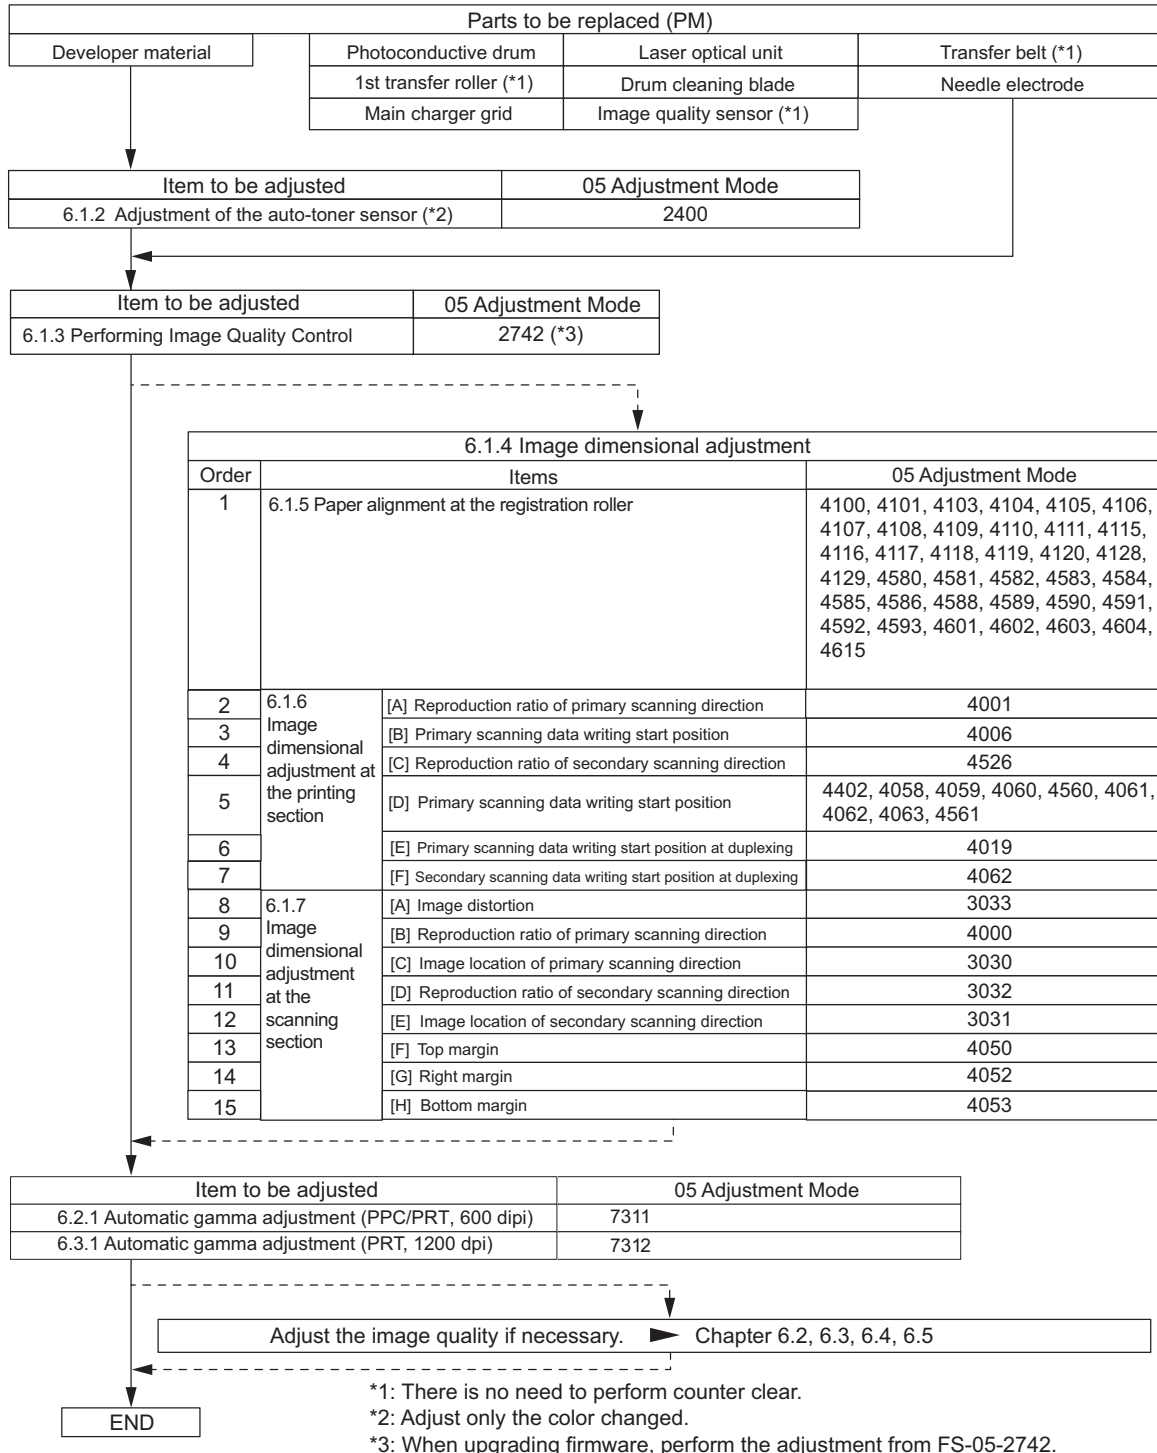 Parts to be replaced (PM)
Developer material
Photoconductive drum
Laser optical unit
Transfer belt (*1)
1st transfer roller (*1)
Drum cleaning blade
Needle electrode
Main charger grid
Image quality sensor (*1)
Item to be adjusted
05 Adjustment Mode
6.1.2 Adjustment of the auto-toner sensor (*2)
2400
Item to be adjusted
05 Adjustment Mode
6.1.3 Performing Image Quality Control
2742 (*3)
6.1.4 Image dimensional adjustment
Order
Items
05 Adjustment Mode
1
6.1.5 Paper alignment at the registration roller
4100, 4101, 4103, 4104, 4105, 4106,
4107, 4108, 4109, 4110, 4111, 4115,
4116, 4117, 4118, 4119, 4120, 4128,
4129, 4580, 4581, 4582, 4583, 4584,
4585, 4586, 4588, 4589, 4590, 4591,
4592, 4593, 4601, 4602, 4603, 4604,
4615
6.1.6
Image
dimensional
adjustment at
the printing
section
2
[A] Reproduction ratio of primary scanning direction
4001
3
[B] Primary scanning data writing start position
4006
4
[C] Reproduction ratio of secondary scanning direction
4526
5
[D] Primary scanning data writing start position
4402, 4058, 4059, 4060, 4560, 4061,
4062, 4063, 4561
6
[E] Primary scanning data writing start position at duplexing
4019
7
[F] Secondary scanning data writing start position at duplexing
4062
6.1.7
Image
dimensional
adjustment
at the
scanning
section
8
[A] Image distortion
3033
9
[B] Reproduction ratio of primary scanning direction
4000
10
[C] Image location of primary scanning direction
3030
11
[D] Reproduction ratio of secondary scanning direction
3032
12
[E] Image location of secondary scanning direction
3031
13
[F] Top margin
4050
14
[G] Right margin
4052
15
[H] Bottom margin
4053
Item to be adjusted
05 Adjustment Mode
6.2.1 Automatic gamma adjustment (PPC/PRT, 600 dipi)
7311
6.3.1 Automatic gamma adjustment (PRT, 1200 dpi)
7312
Adjust the image quality if necessary. ► Chapter 6.2, 6.3, 6.4, 6.5
END
*1: There is no need to perform counter clear.
*2: Adjust only the color changed.
*3: When upgrading firmware, perform the adjustment from FS-05-2742.